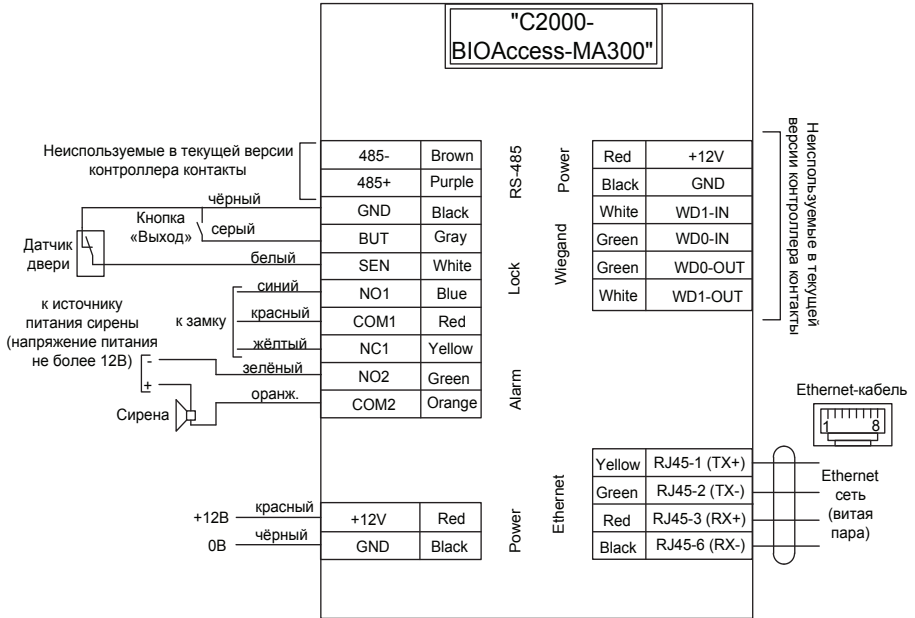 "С2000-
BIOAccess-MA300"
Неиспользуемые в текущей версии
контроллера контакты
чёрный
Кнопка
«Выход»
серый
Датчик
двери
белый
синий
к замку
красный
жёлтый
к источнику
питания сирены
(напряжение питания
не более 12В)
-
+
зелёный
оранж.
Сирена
485- Brown
485+ Purple
GND Black
BUT Gray
SEN White
NO1 Blue
COM1 Red
NC1 Yellow
NO2 Green
COM2 Orange
RS-485
Lock
Alarm
+12В
красный
0В
чёрный
+12V Red
GND Black
Power
Power
Wiegand
Red +12V
Black GND
White WD1-IN
Green WD0-IN
Green WD0-OUT
White WD1-OUT
Неиспользуемые в текущей
версии контроллера контакты
Ethernet-кабель
1 8
Ethernet
Yellow RJ45-1 (TX+)
Green RJ45-2 (TX-)
Red RJ45-3 (RX+)
Black RJ45-6 (RX-)
Ethernet
сеть
(витая
пара)